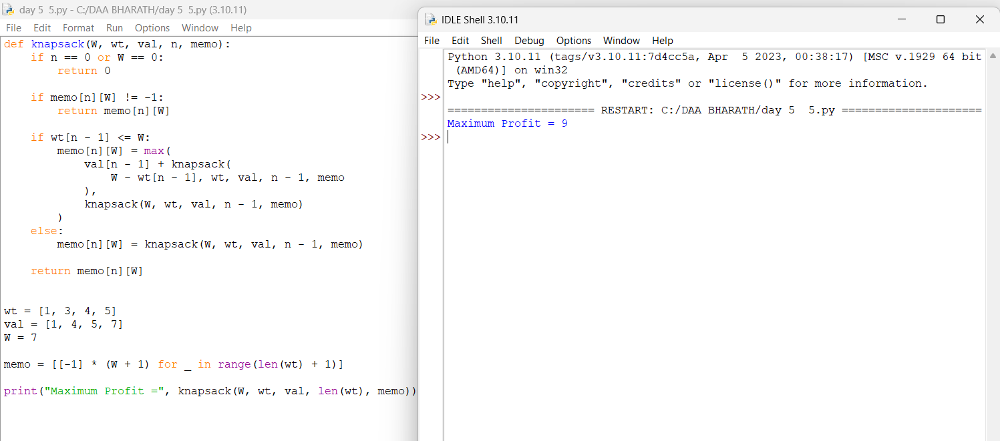 day 5  5.py - C:/DAA BHARATH/day 5  5.py (3.10.11)
File Edit Format Run Options Window Help
def knapsack(W, wt, val, n, memo):
    if n == 0 or W == 0:
        return 0

    if memo[n][W] != -1:
        return memo[n][W]

    if wt[n - 1] <= W:
        memo[n][W] = max(
            val[n - 1] + knapsack(
                W - wt[n - 1], wt, val, n - 1, memo
            ),
            knapsack(W, wt, val, n - 1, memo)
        )
    else:
        memo[n][W] = knapsack(W, wt, val, n - 1, memo)

    return memo[n][W]


wt = [1, 3, 4, 5]
val = [1, 4, 5, 7]
W = 7

memo = [[-1] * (W + 1) for _ in range(len(wt) + 1)]

print("Maximum Profit =", knapsack(W, wt, val, len(wt), memo))
IDLE Shell 3.10.11
File Edit Shell Debug Options Window Help
Python 3.10.11 (tags/v3.10.11:7d4cc5a, Apr  5 2023, 00:38:17) [MSC v.1929 64 bit
 (AMD64)] on win32
Type "help", "copyright", "credits" or "license()" for more information.
>>>
====================== RESTART: C:/DAA BHARATH/day 5  5.py =====================
Maximum Profit = 9
>>>